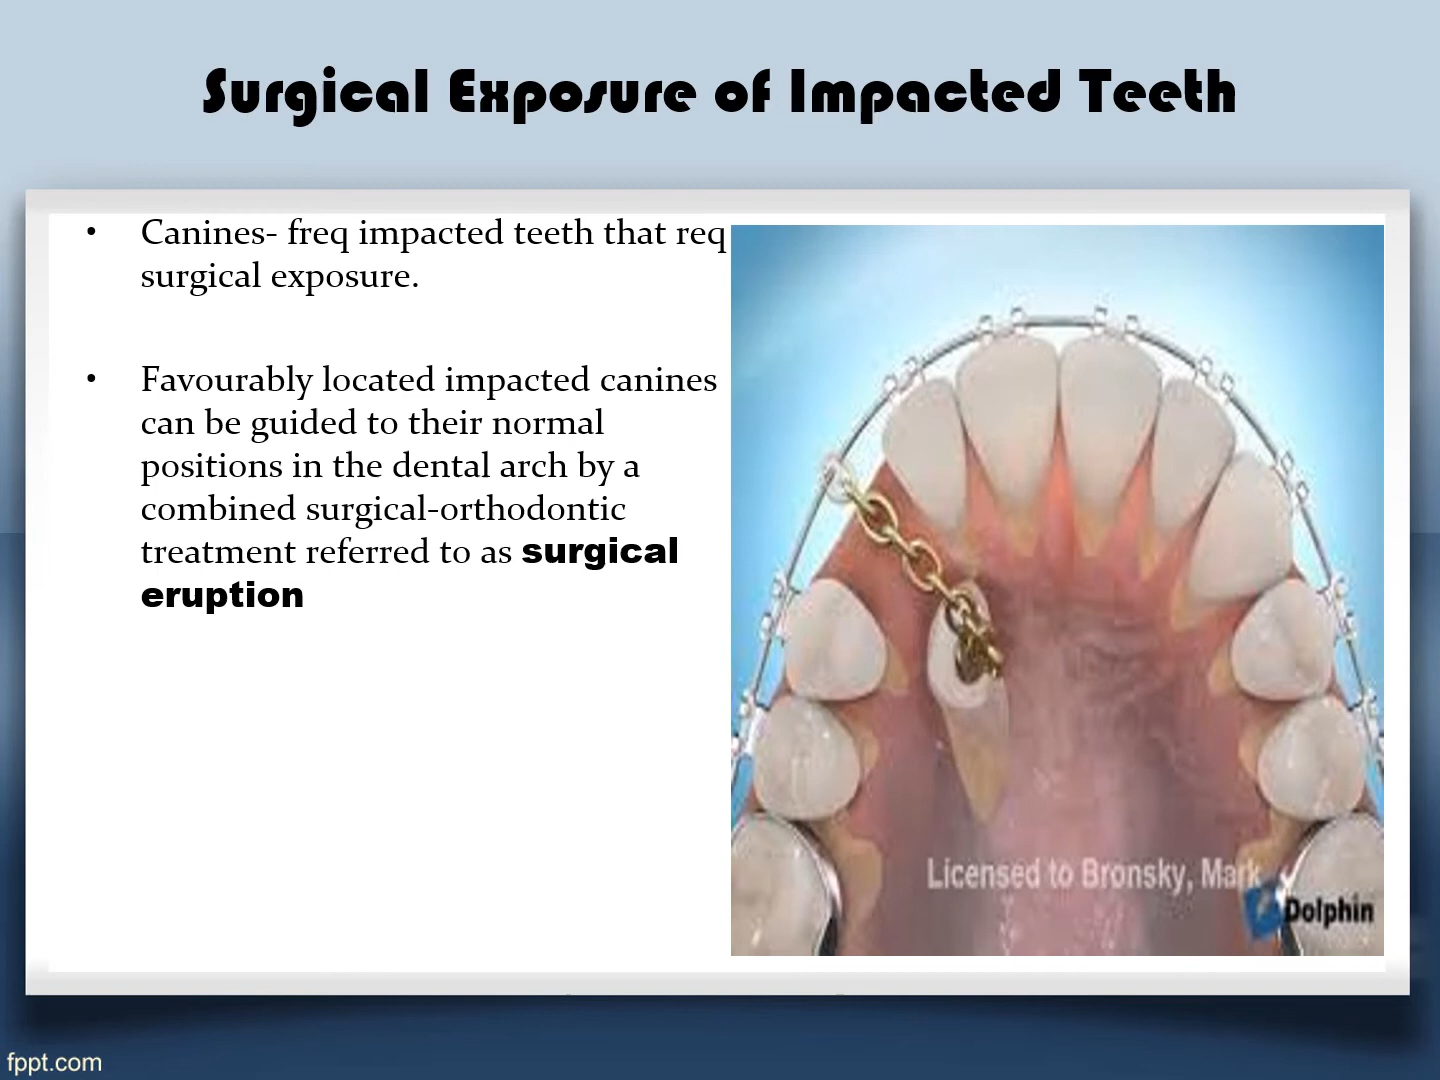 Surgical Exposure of Impacted Teeth
• Canines- freq impacted teeth that req
surgical exposure.
• Favourably located impacted canines
can be guided to their normal
positions in the dental arch by a
combined surgical-orthodontic
treatment referred to as surgical
eruption
Licensed to Bronsky, Mark
Dolphin
fppt.com